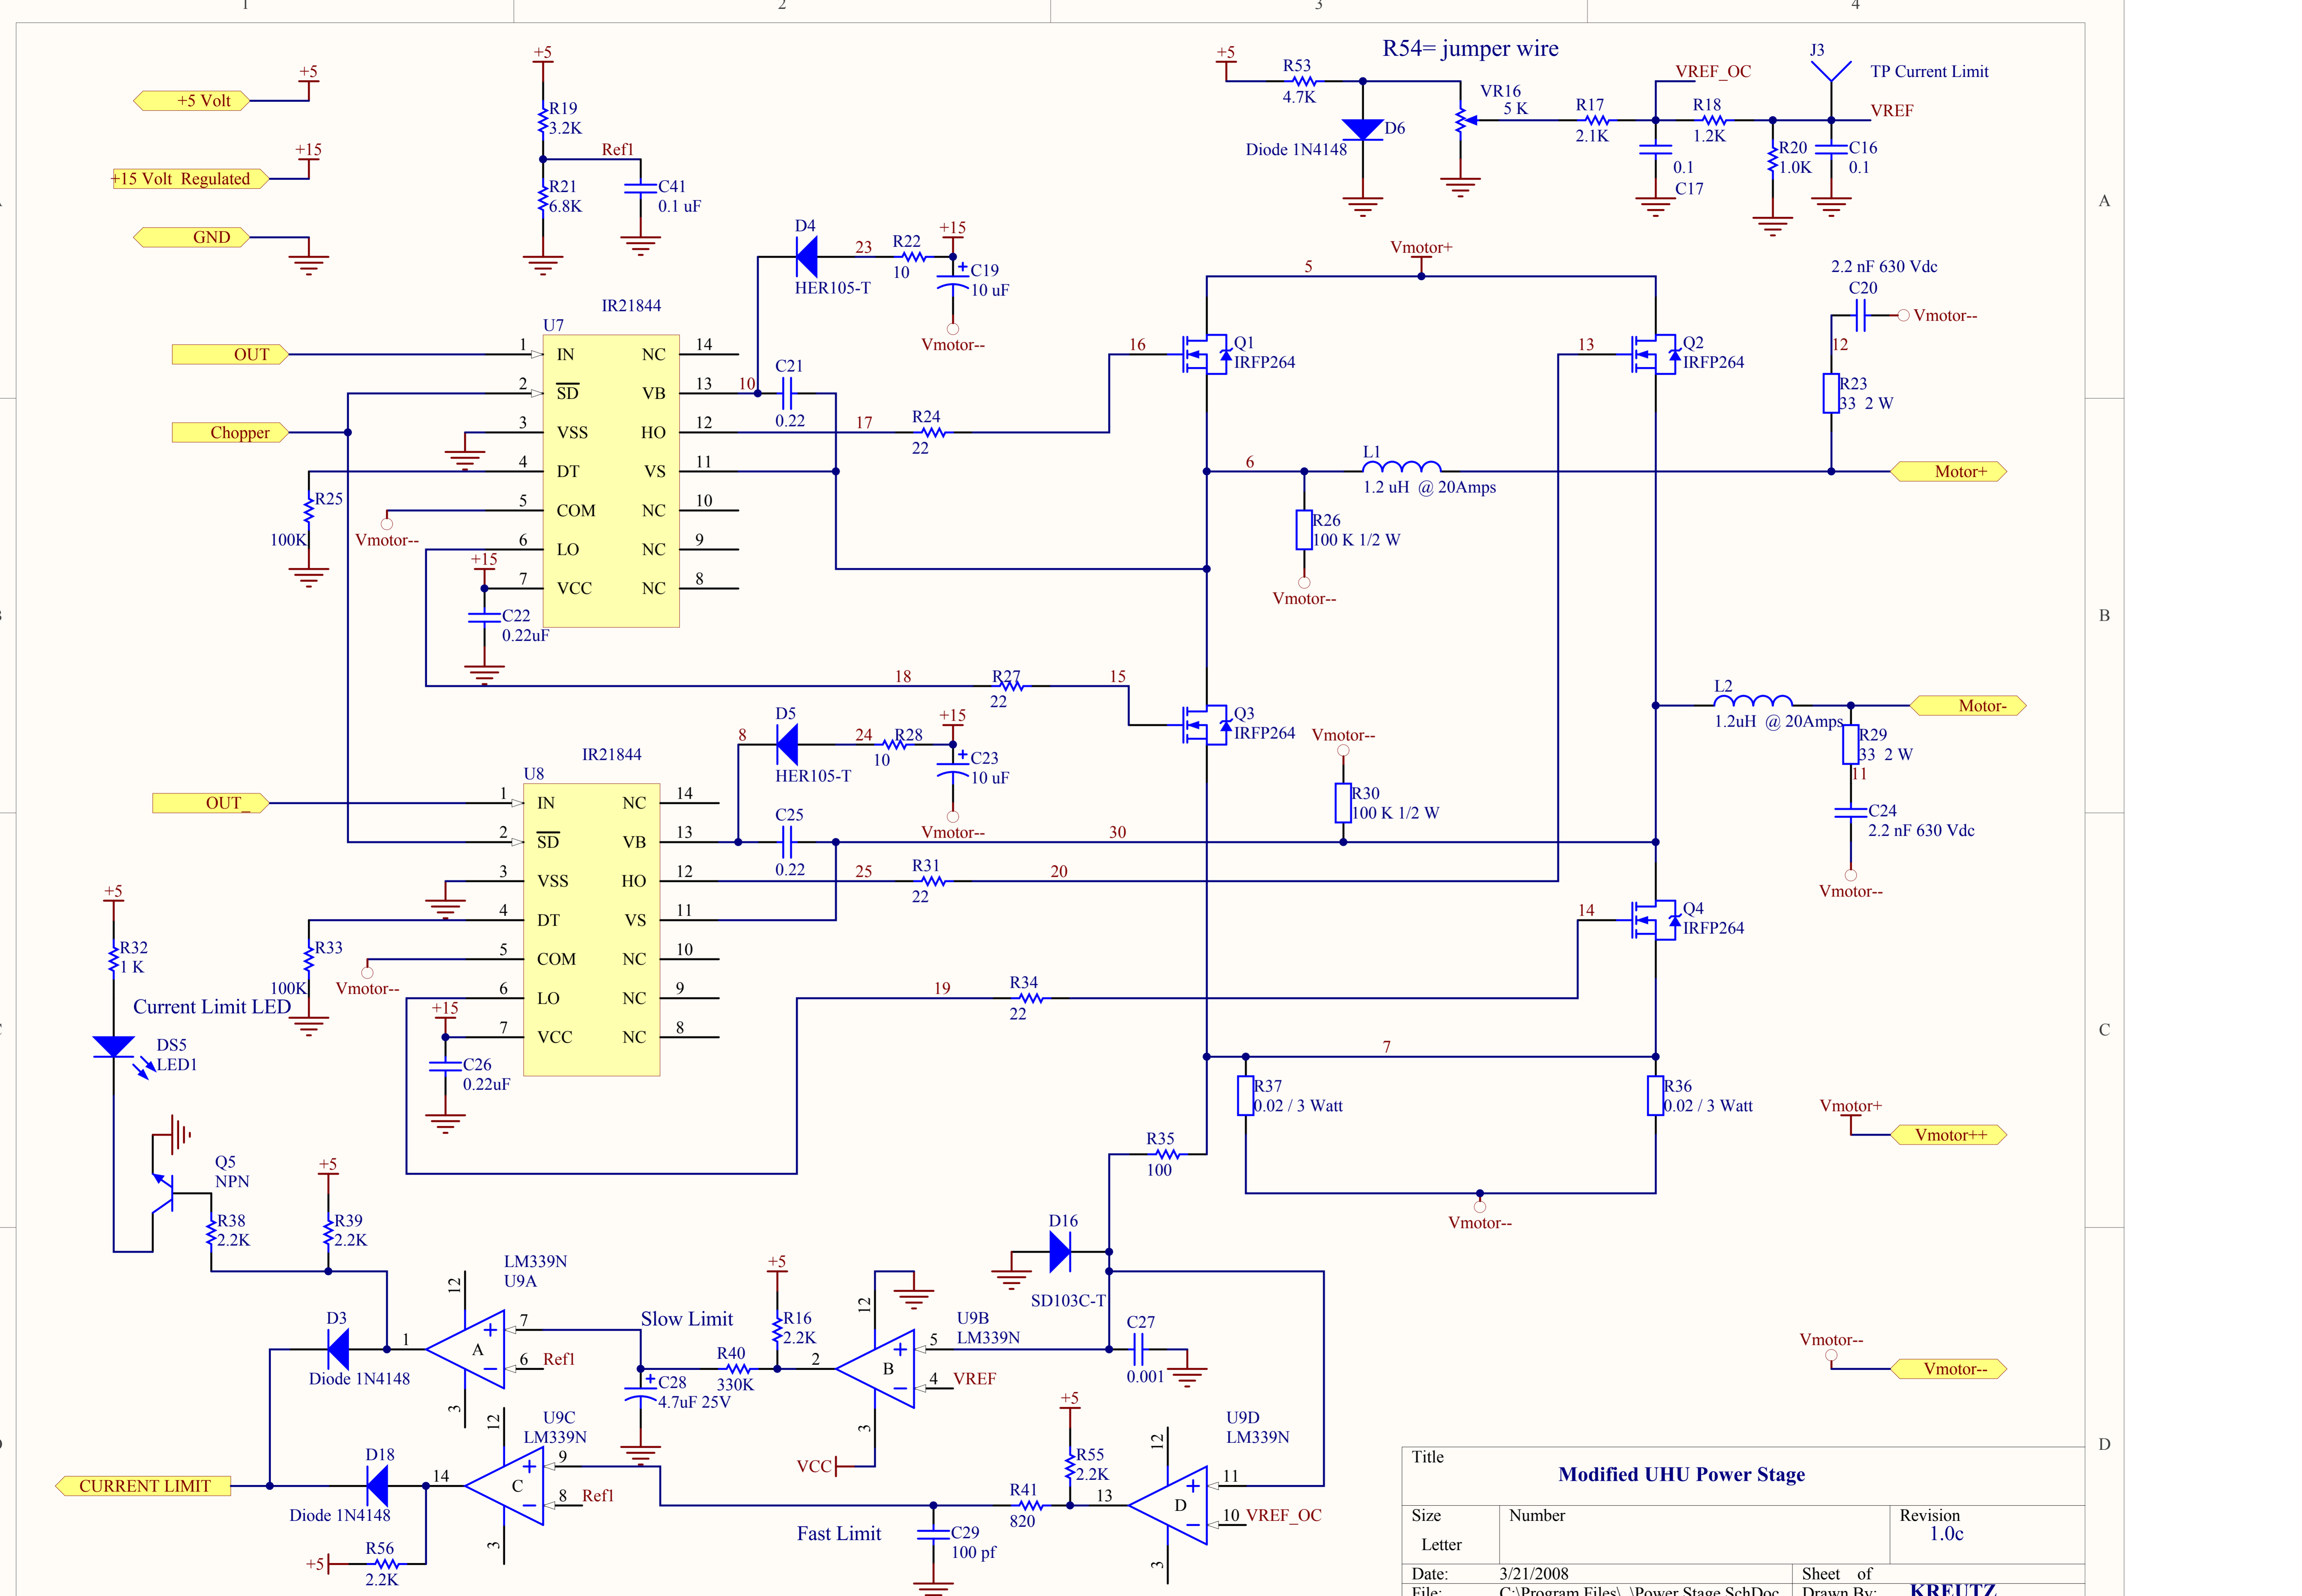 1
2
3
4
R54= jumper wire
+5 Volt
+5
+15 Volt Regulated
+15
GND
+5
R19
3.2K
Ref1
R21
6.8K
C41
0.1 uF
+5
R53
4.7K
D6
Diode 1N4148
VR16
5 K
R17
2.1K
VREF_OC
R18
1.2K
0.1
C17
R20
1.0K
J3
TP Current Limit
VREF
C16
0.1
A
A
D4
HER105-T
23
R22
10
+15
C19
10 uF
Vmotor--
IR21844
U7
OUT
Chopper
1
IN
2
SD
3
VSS
4
DT
5
COM
6
LO
7
VCC
NC
14
VB
13
HO
12
VS
11
NC
10
NC
9
NC
8
10
C21
0.22
17
R24
22
R25
100K
Vmotor--
+15
C22
0.22uF
Vmotor+
5
16
Q1
IRFP264
13
Q2
IRFP264
2.2 nF 630 Vdc
C20
Vmotor--
12
R23
33 2 W
6
L1
1.2 uH @ 20Amps
Motor+
R26
100 K 1/2 W
Vmotor--
B
B
18
R27
22
15
Q3
IRFP264
L2
1.2uH @ 20Amps
Motor-
R29
33 2 W
11
C24
2.2 nF 630 Vdc
Vmotor--
Vmotor--
R30
100 K 1/2 W
IR21844
U8
OUT_
1
IN
2
SD
3
VSS
4
DT
5
COM
6
LO
7
VCC
NC
14
VB
13
HO
12
VS
11
NC
10
NC
9
NC
8
8
D5
HER105-T
24
R28
10
+15
C23
10 uF
Vmotor--
C25
0.22
30
25
R31
22
20
14
Q4
IRFP264
R33
100K
Vmotor--
+15
C26
0.22uF
19
R34
22
+5
R32
1 K
Current Limit LED
DS5
LED1
C
C
7
R37
0.02 / 3 Watt
R36
0.02 / 3 Watt
Vmotor--
Vmotor+
Vmotor++
Vmotor--
Vmotor--
R35
100
D16
SD103C-T
C27
0.001
Q5
NPN
R38
2.2K
+5
R39
2.2K
LM339N
U9A
12
7
A
1
6
Ref1
3
D3
Diode 1N4148
Slow Limit
+5
R16
2.2K
R40
330K
C28
4.7uF 25V
12
U9B
LM339N
2
B
5
4
VREF
3
VCC
U9C
LM339N
12
9
C
14
8
Ref1
3
CURRENT LIMIT
D18
Diode 1N4148
+5
R56
2.2K
Fast Limit
C29
100 pf
R41
820
+5
R55
2.2K
U9D
LM339N
12
11
13
D
10
VREF_OC
3
D
D
Title
Modified UHU Power Stage
Size
Letter
Number
Revision
1.0c
Date:
3/21/2008
Sheet of
File:
C:\Program Files\..\Power Stage.SchDoc
Drawn By:
KREUTZ